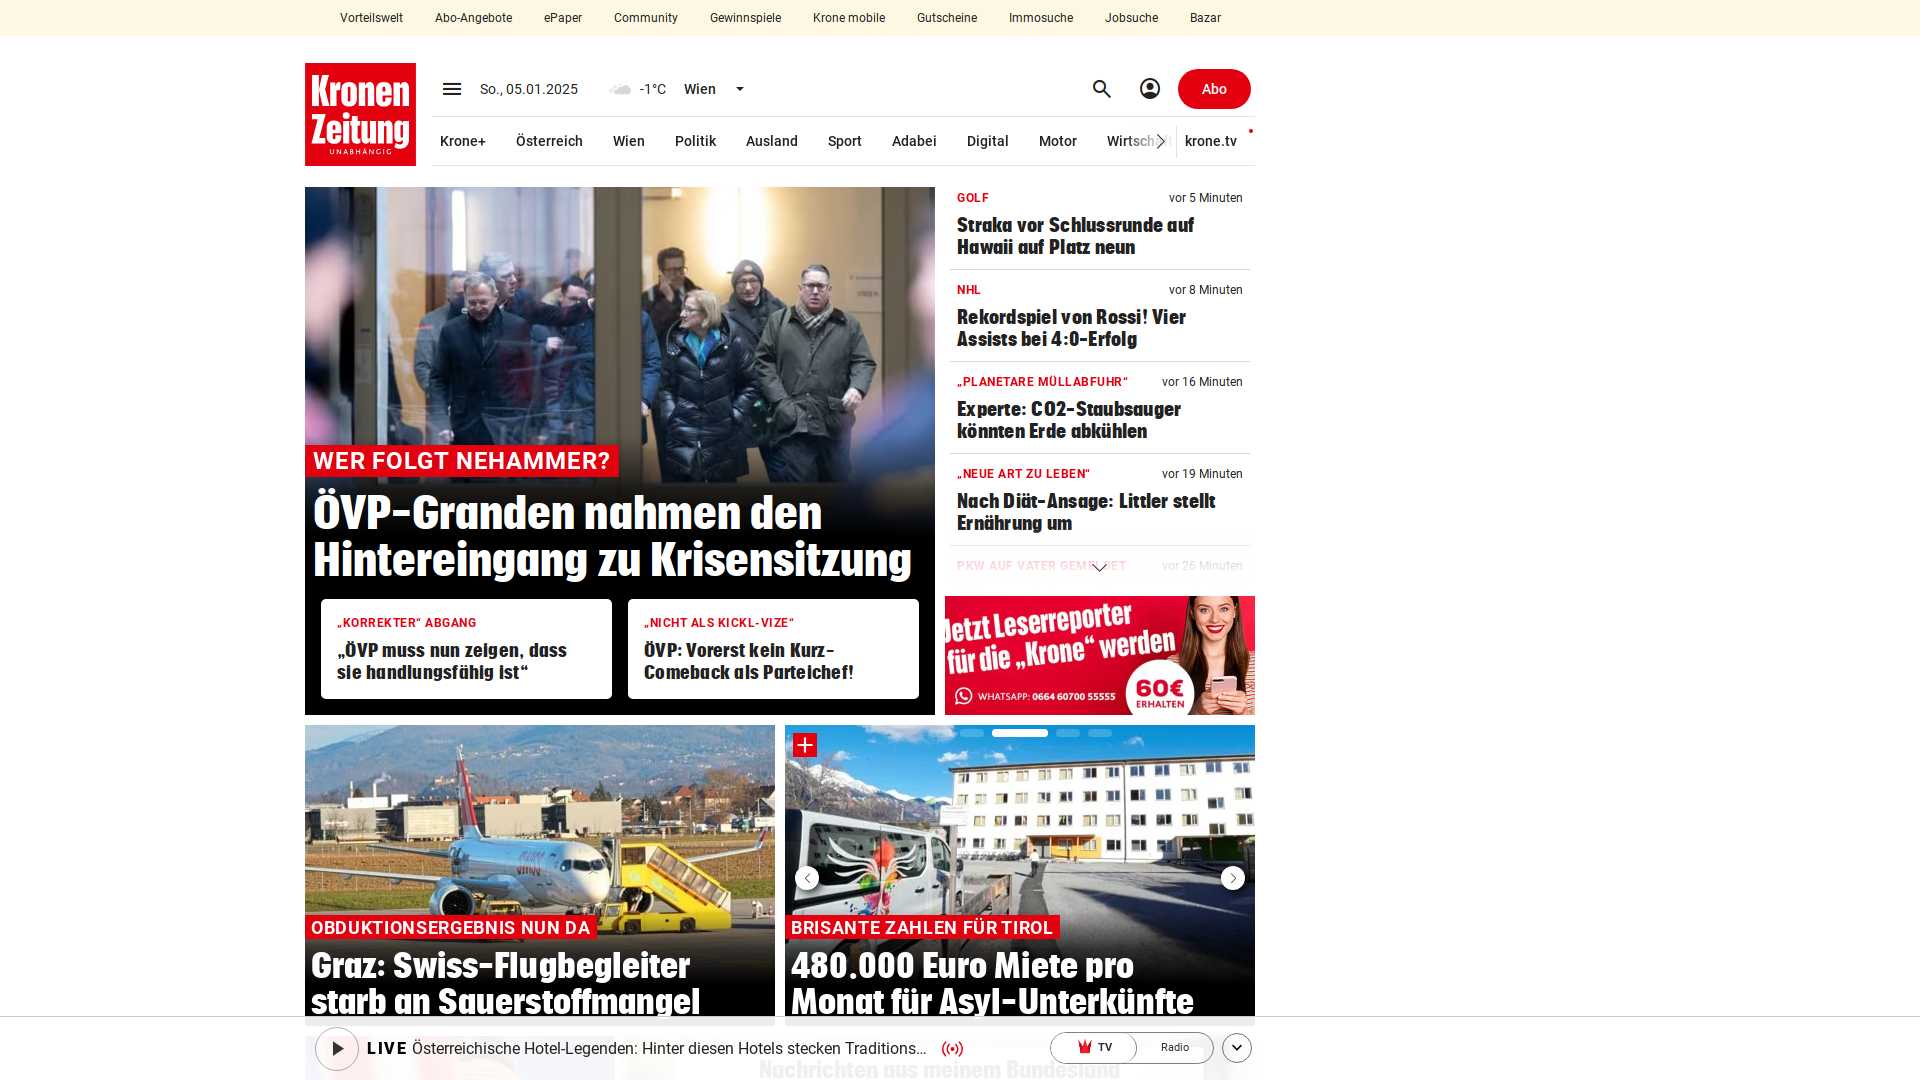 Vorteilswelt
Abo-Angebote
ePaper
Community
Gewinnspiele
Krone mobile
Gutscheine
Immosuche
Jobsuche
Bazar
Kronen
Zeitung
UNABHÄNGIG
So., 05.01.2025
-1°C
Wien
Abo
Krone+
Österreich
Wien
Politik
Ausland
Sport
Adabei
Digital
Motor
Wirtschaft
krone.tv
WER FOLGT NEHAMMER?
ÖVP-Granden nahmen den
Hintereingang zu Krisensitzung
„KORREKTER“ ABGANG
„ÖVP muss nun zeigen, dass
sie handlungsfähig ist“
„NICHT ALS KICKL-VIZE“
ÖVP: Vorerst kein Kurz-
Comeback als Parteichef!
GOLF
vor 5 Minuten
Straka vor Schlussrunde auf
Hawaii auf Platz neun
NHL
vor 8 Minuten
Rekordspiel von Rossi! Vier
Assists bei 4:0-Erfolg
„PLANETARE MÜLLABFUHR“
vor 16 Minuten
Experte: CO2-Staubsauger
könnten Erde abkühlen
„NEUE ART ZU LEBEN“
vor 19 Minuten
Nach Diät-Ansage: Littler stellt
Ernährung um
PKW AUF VATER GEMELDET
vor 26 Minuten
Jetzt Leserreporter
für die „Krone“ werden
WHATSAPP: 0664 60700 55555
60€
ERHALTEN
OBDUKTIONSERGEBNIS NUN DA
Graz: Swiss-Flugbegleiter
starb an Sauerstoffmangel
BRISANTE ZAHLEN FÜR TIROL
480.000 Euro Miete pro
Monat für Asyl-Unterkünfte
LIVE Österreichische Hotel-Legenden: Hinter diesen Hotels stecken Traditions...
TV
Radio
Nachrichten aus meinem Bundesland